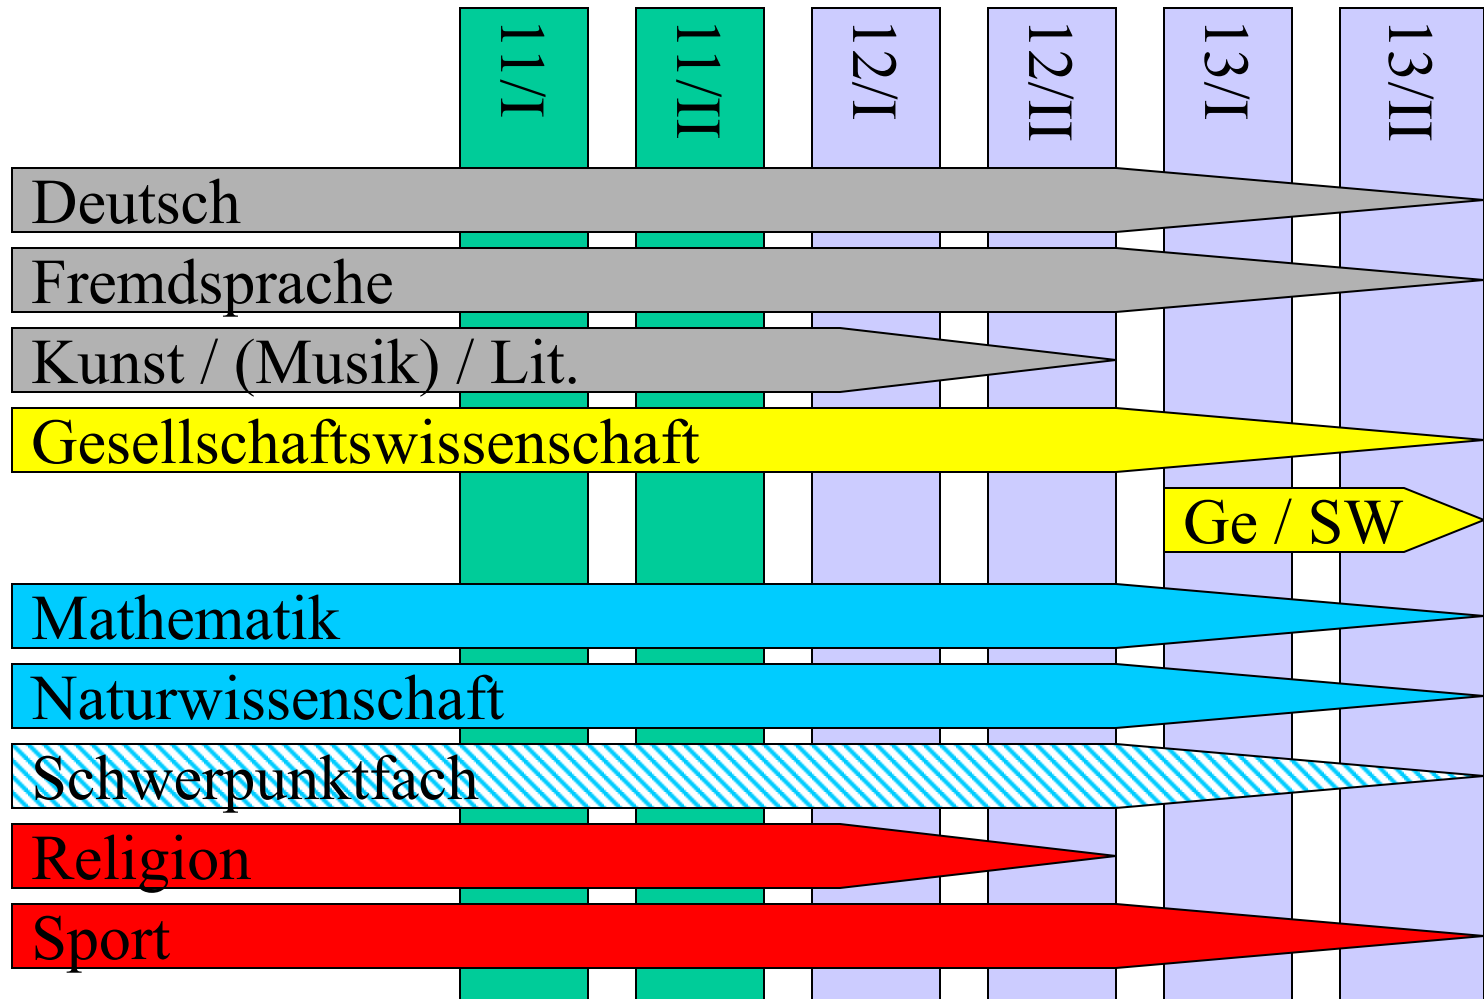 11/I
11/II
12/I
12/II
13/I
13/II
Deutsch
Fremdsprache
Kunst / (Musik) / Lit.
Gesellschaftswissenschaft
Ge / SW
Mathematik
Naturwissenschaft
Schwerpunktfach
Religion
Sport